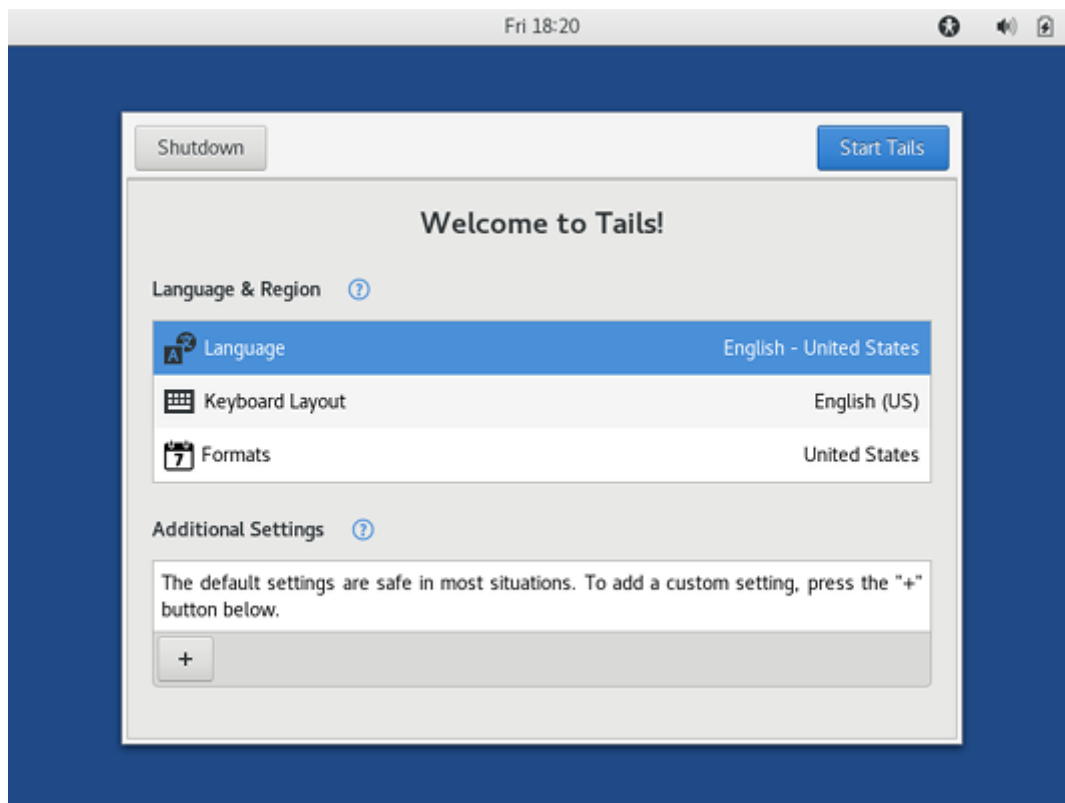 Fri 18:20
Shutdown
Start Tails
Welcome to Tails!
Language & Region ?
Language English - United States
Keyboard Layout English (US)
7 Formats United States
Additional Settings ?
The default settings are safe in most situations. To add a custom setting, press the "+"
button below.
+